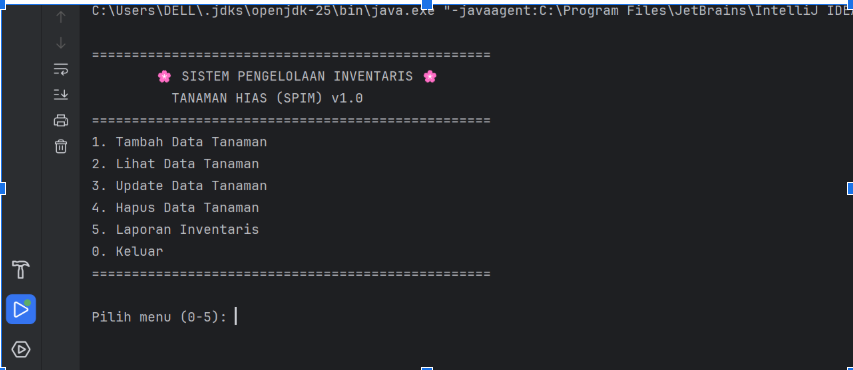 C:\Users\DELL\.jdks\openjdk-25\bin\java.exe "-javaagent:C:\Program Files\JetBrains\IntelliJ IDEA
==================================================
🌸 SISTEM PENGELOLAAN INVENTARIS 🌸
TANAMAN HIAS (SPIM) v1.0
==================================================
1. Tambah Data Tanaman
2. Lihat Data Tanaman
3. Update Data Tanaman
4. Hapus Data Tanaman
5. Laporan Inventaris
0. Keluar
==================================================
Pilih menu (0-5):